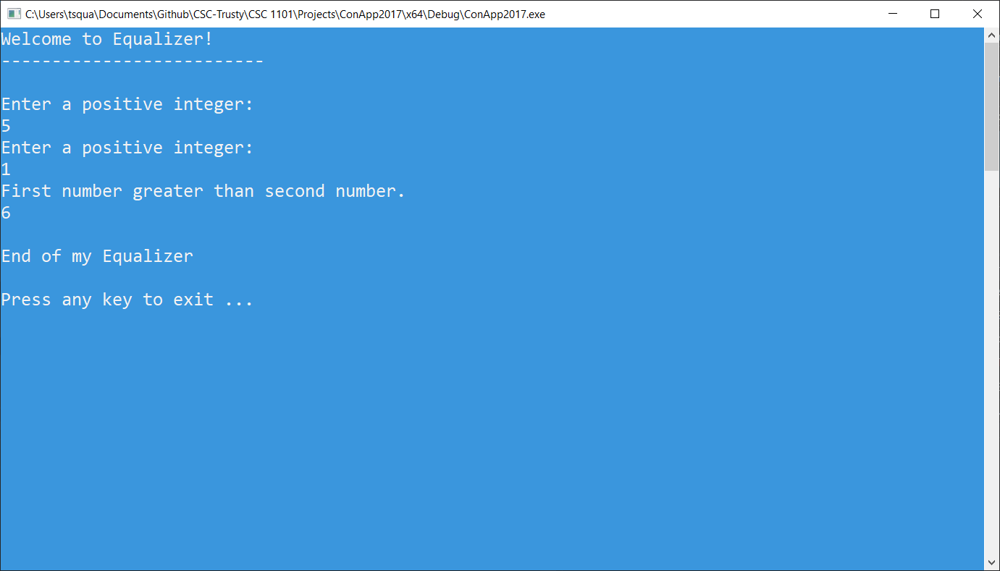 C:\Users\tsqua\Documents\Github\CSC-Trusty\CSC 1101\Projects\ConApp2017\x64\Debug\ConApp2017.exe
Welcome to Equalizer!
--------------------------
Enter a positive integer:
5
Enter a positive integer:
1
First number greater than second number.
6
End of my Equalizer
Press any key to exit ...